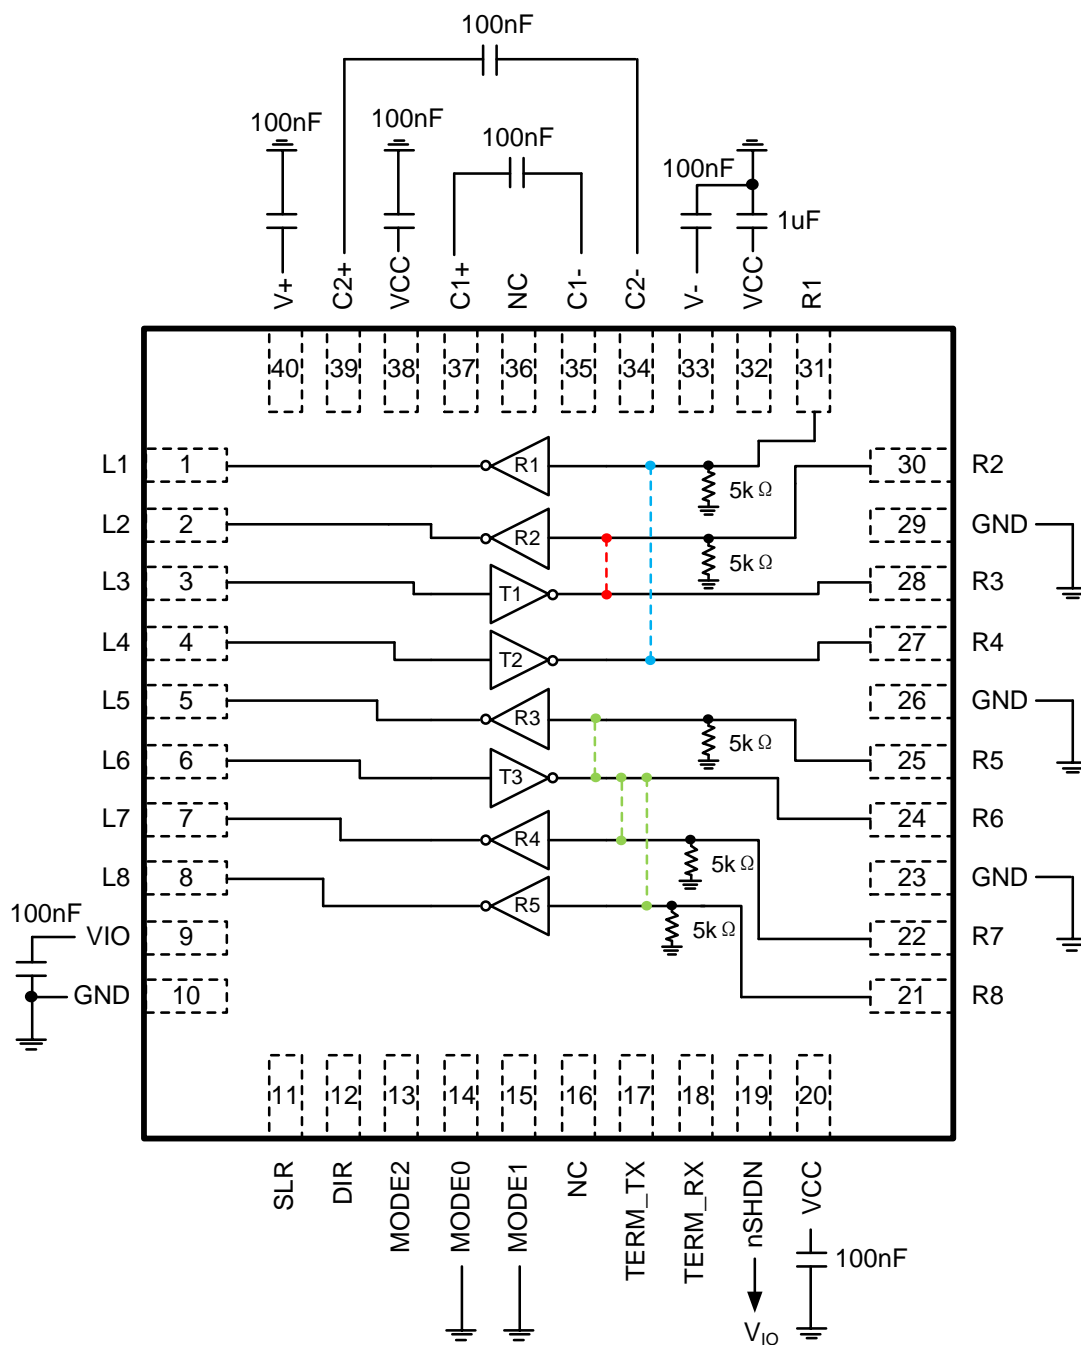 100nF
100nF
100nF
100nF
100nF
1uF
V+
C2+
VCC
C1+
NC
C1-
C2-
V-
VCC
R1
40
39
38
37
36
35
34
33
32
31
L1
1
R1
5kΩ
30
R2
L2
2
R2
5kΩ
29
GND
L3
3
T1
28
R3
L4
4
T2
27
R4
L5
5
R3
5kΩ
26
GND
L6
6
T3
25
R5
L7
7
R4
5kΩ
24
R6
L8
8
R5
5kΩ
23
GND
100nF
VIO
9
22
R7
GND
10
21
R8
11
12
13
14
15
16
17
18
19
20
SLR
DIR
MODE2
MODE0
MODE1
NC
TERM_TX
TERM_RX
nSHDN
VCC
100nF
VIO